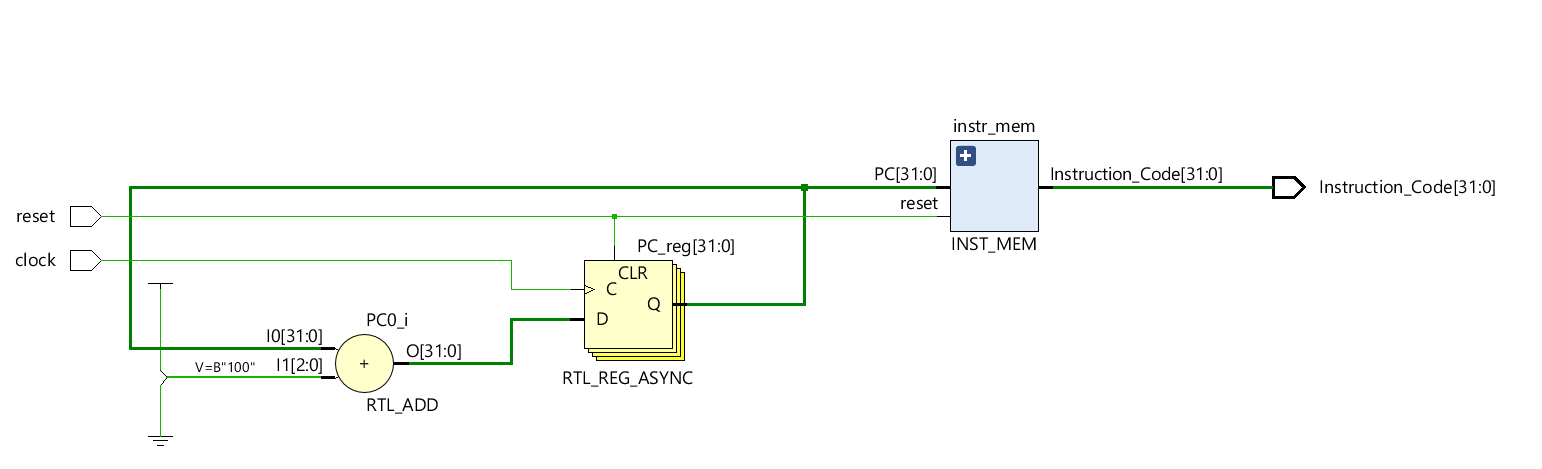 instr_mem
PC[31:0]
Instruction_Code[31:0]
Instruction_Code[31:0]
reset
reset
INST_MEM
PC_reg[31:0]
clock
CLR
C
Q
D
PC0_i
I0[31:0]
O[31:0]
V=B"100"
I1[2:0]
+
RTL_REG_ASYNC
RTL_ADD